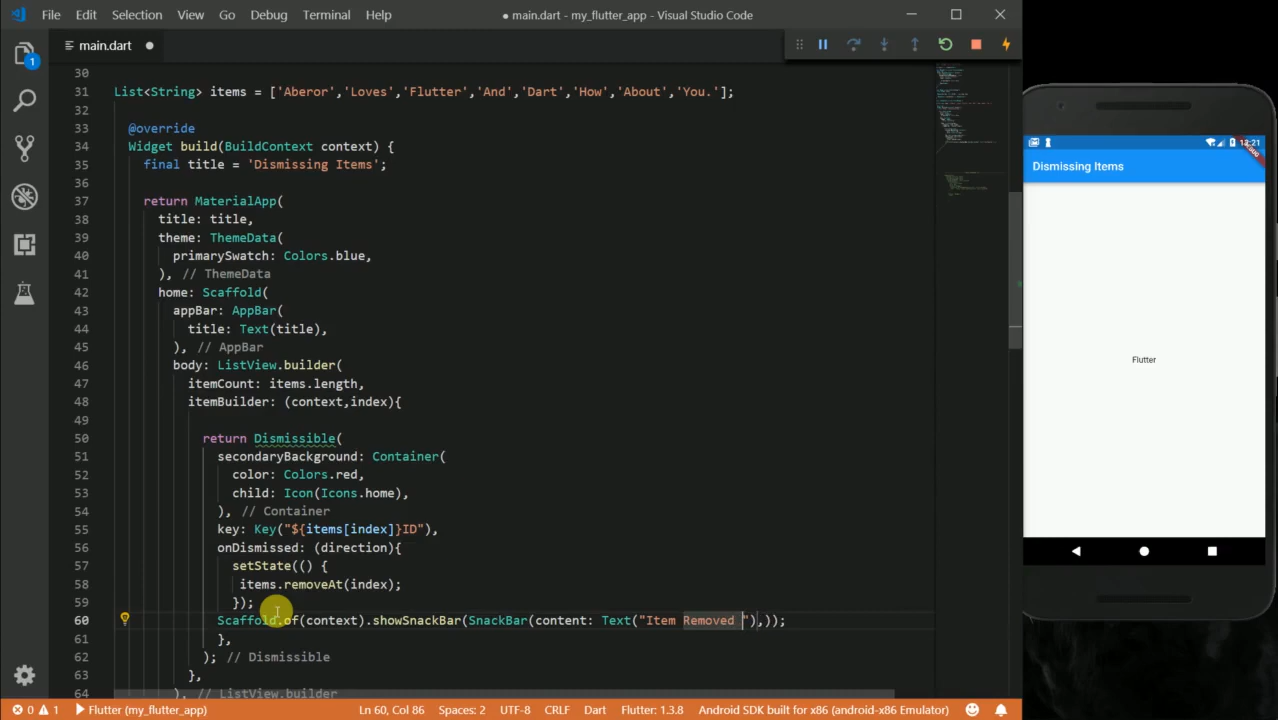 File Edit Selection View Go Debug Terminal Help ● main.dart - my_flutter_app - Visual Studio Code
main.dart
1
30
31 List<String> items = ['Aberor','Loves','Flutter','And','Dart','How','About','You.'];
32
33 @override
34 Widget build(BuildContext context) {
35 final title = 'Dismissing Items';
36
37 return MaterialApp(
38 title: title,
39 theme: ThemeData(
40 primarySwatch: Colors.blue,
41 ), // ThemeData
42 home: Scaffold(
43 appBar: AppBar(
44 title: Text(title),
45 ), // AppBar
46 body: ListView.builder(
47 itemCount: items.length,
48 itemBuilder: (context,index){
49
50 return Dismissible(
51 secondaryBackground: Container(
52 color: Colors.red,
53 child: Icon(Icons.home),
54 ), // Container
55 key: Key("${items[index]}ID"),
56 onDismissed: (direction){
57 setState(() {
58 items.removeAt(index);
59 });
60 Scaffold.of(context).showSnackBar(SnackBar(content: Text("Item Removed "),));
61 },
62 ); // Dismissible
63 },
64 ), // ListView.builder
0 1 Flutter (my_flutter_app) Ln 60, Col 86 Spaces: 2 UTF-8 CRLF Dart Flutter: 1.3.8 Android SDK built for x86 (android-x86 Emulator)
Dismissing Items
Flutter